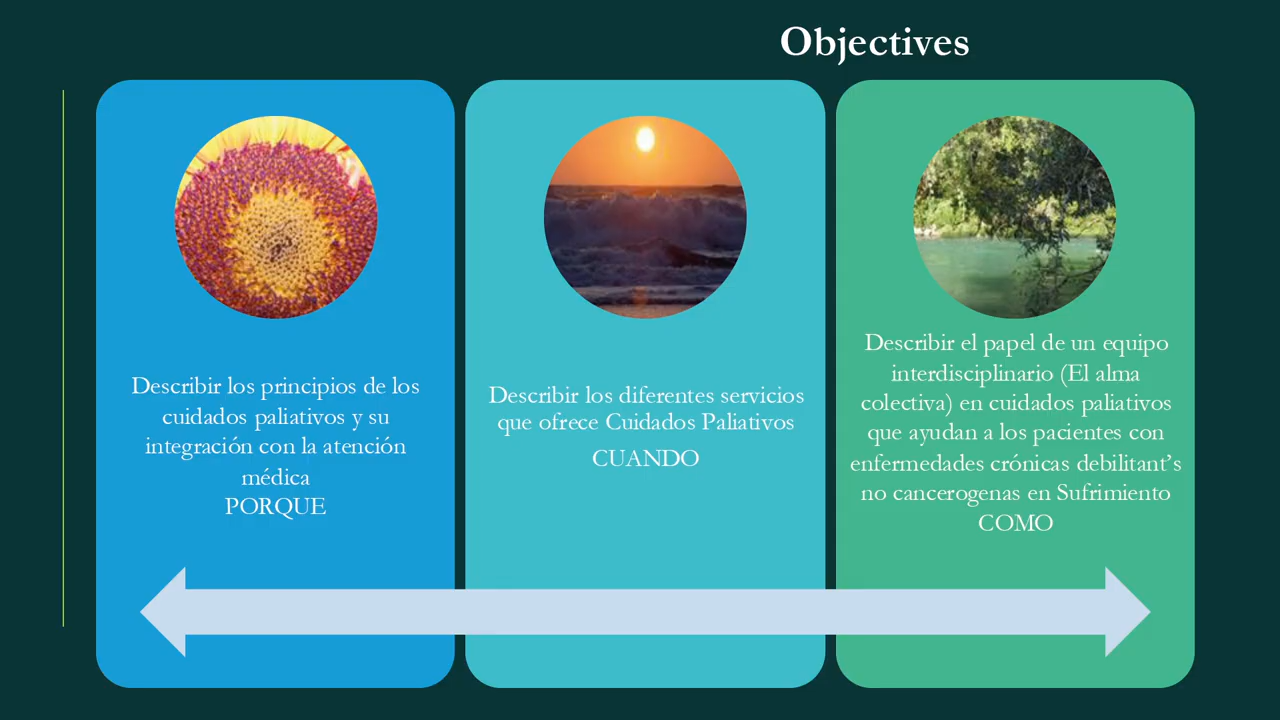 Objectives
Describir los principios de los
cuidados paliativos y su
integración con la atención
médica
PORQUE
Describir los diferentes servicios
que ofrece Cuidados Paliativos
CUANDO
Describir el papel de un equipo
interdisciplinario (El alma
colectiva) en cuidados paliativos
que ayudan a los pacientes con
enfermedades crónicas debilitant’s
no cancerogenas en Sufrimiento
COMO